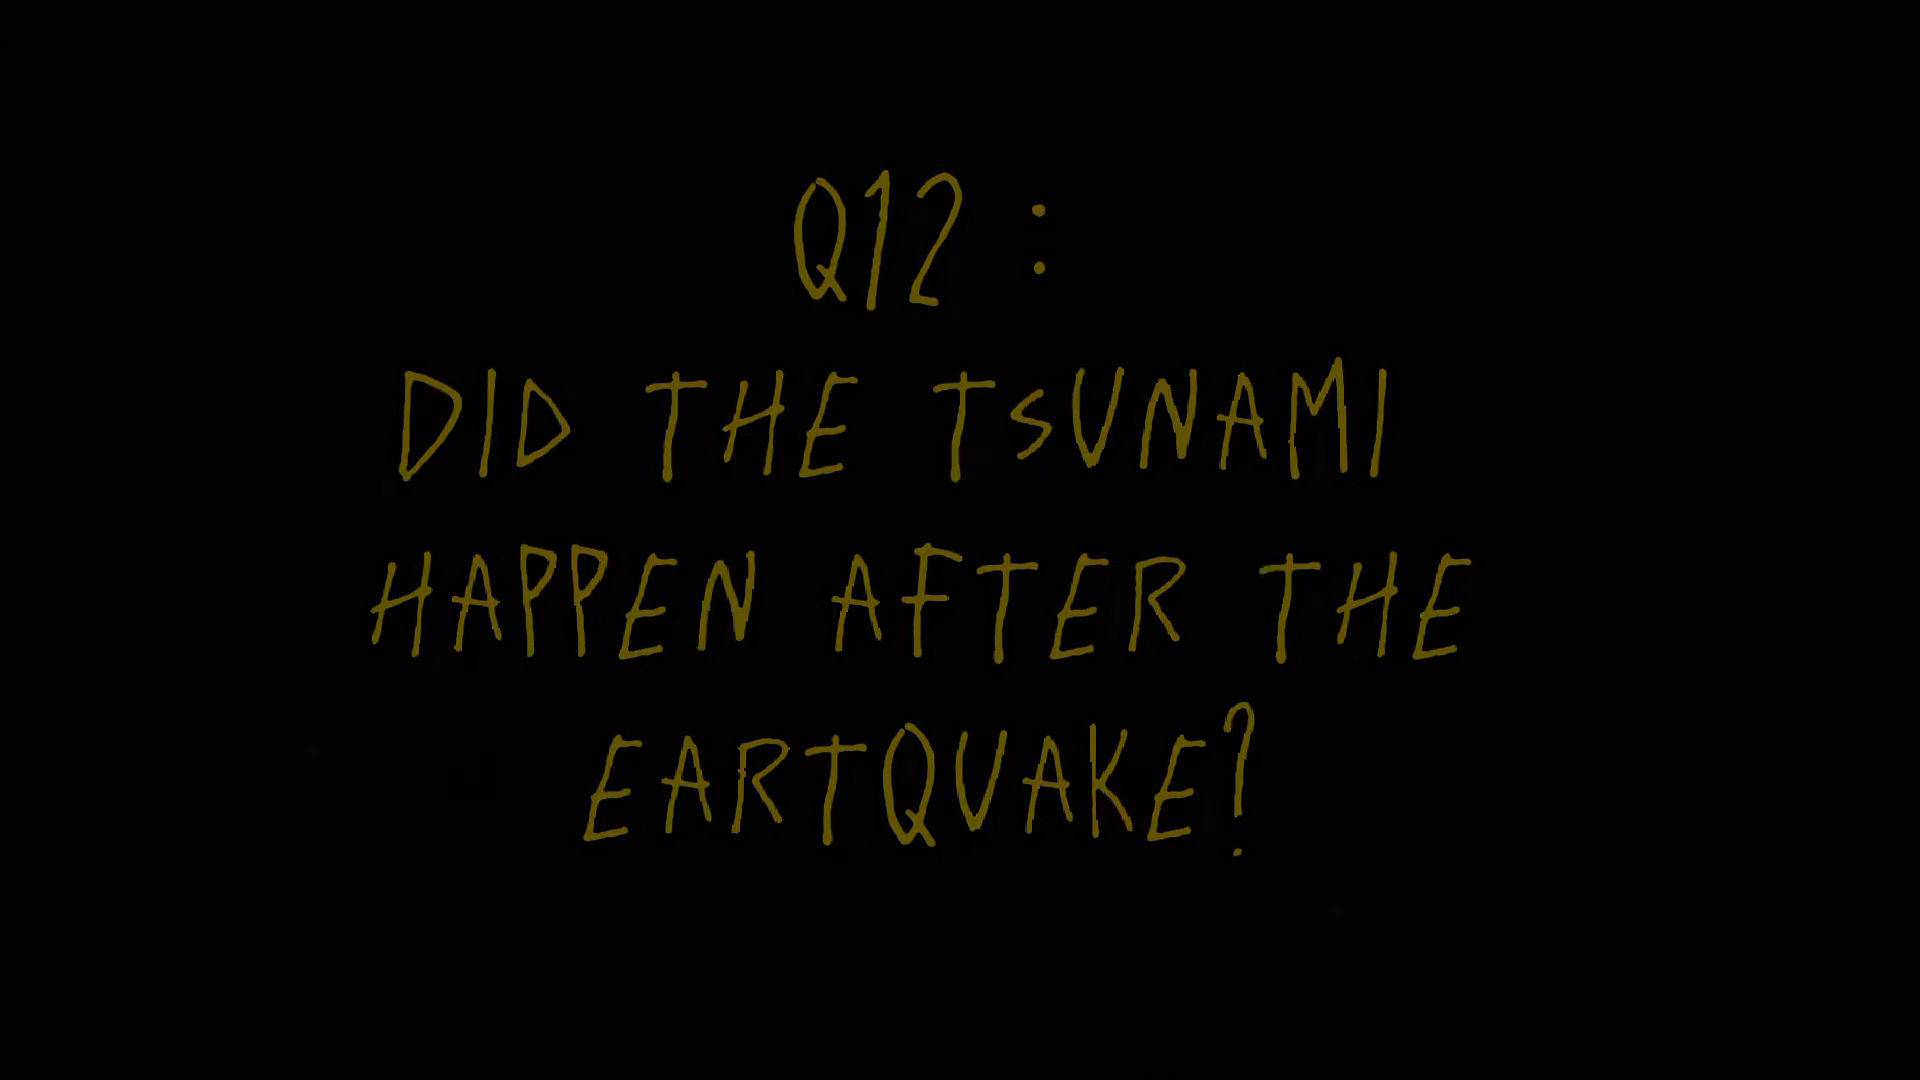 Q12 :
DID THE TSUNAMI
HAPPEN AFTER THE
EARTQUAKE?